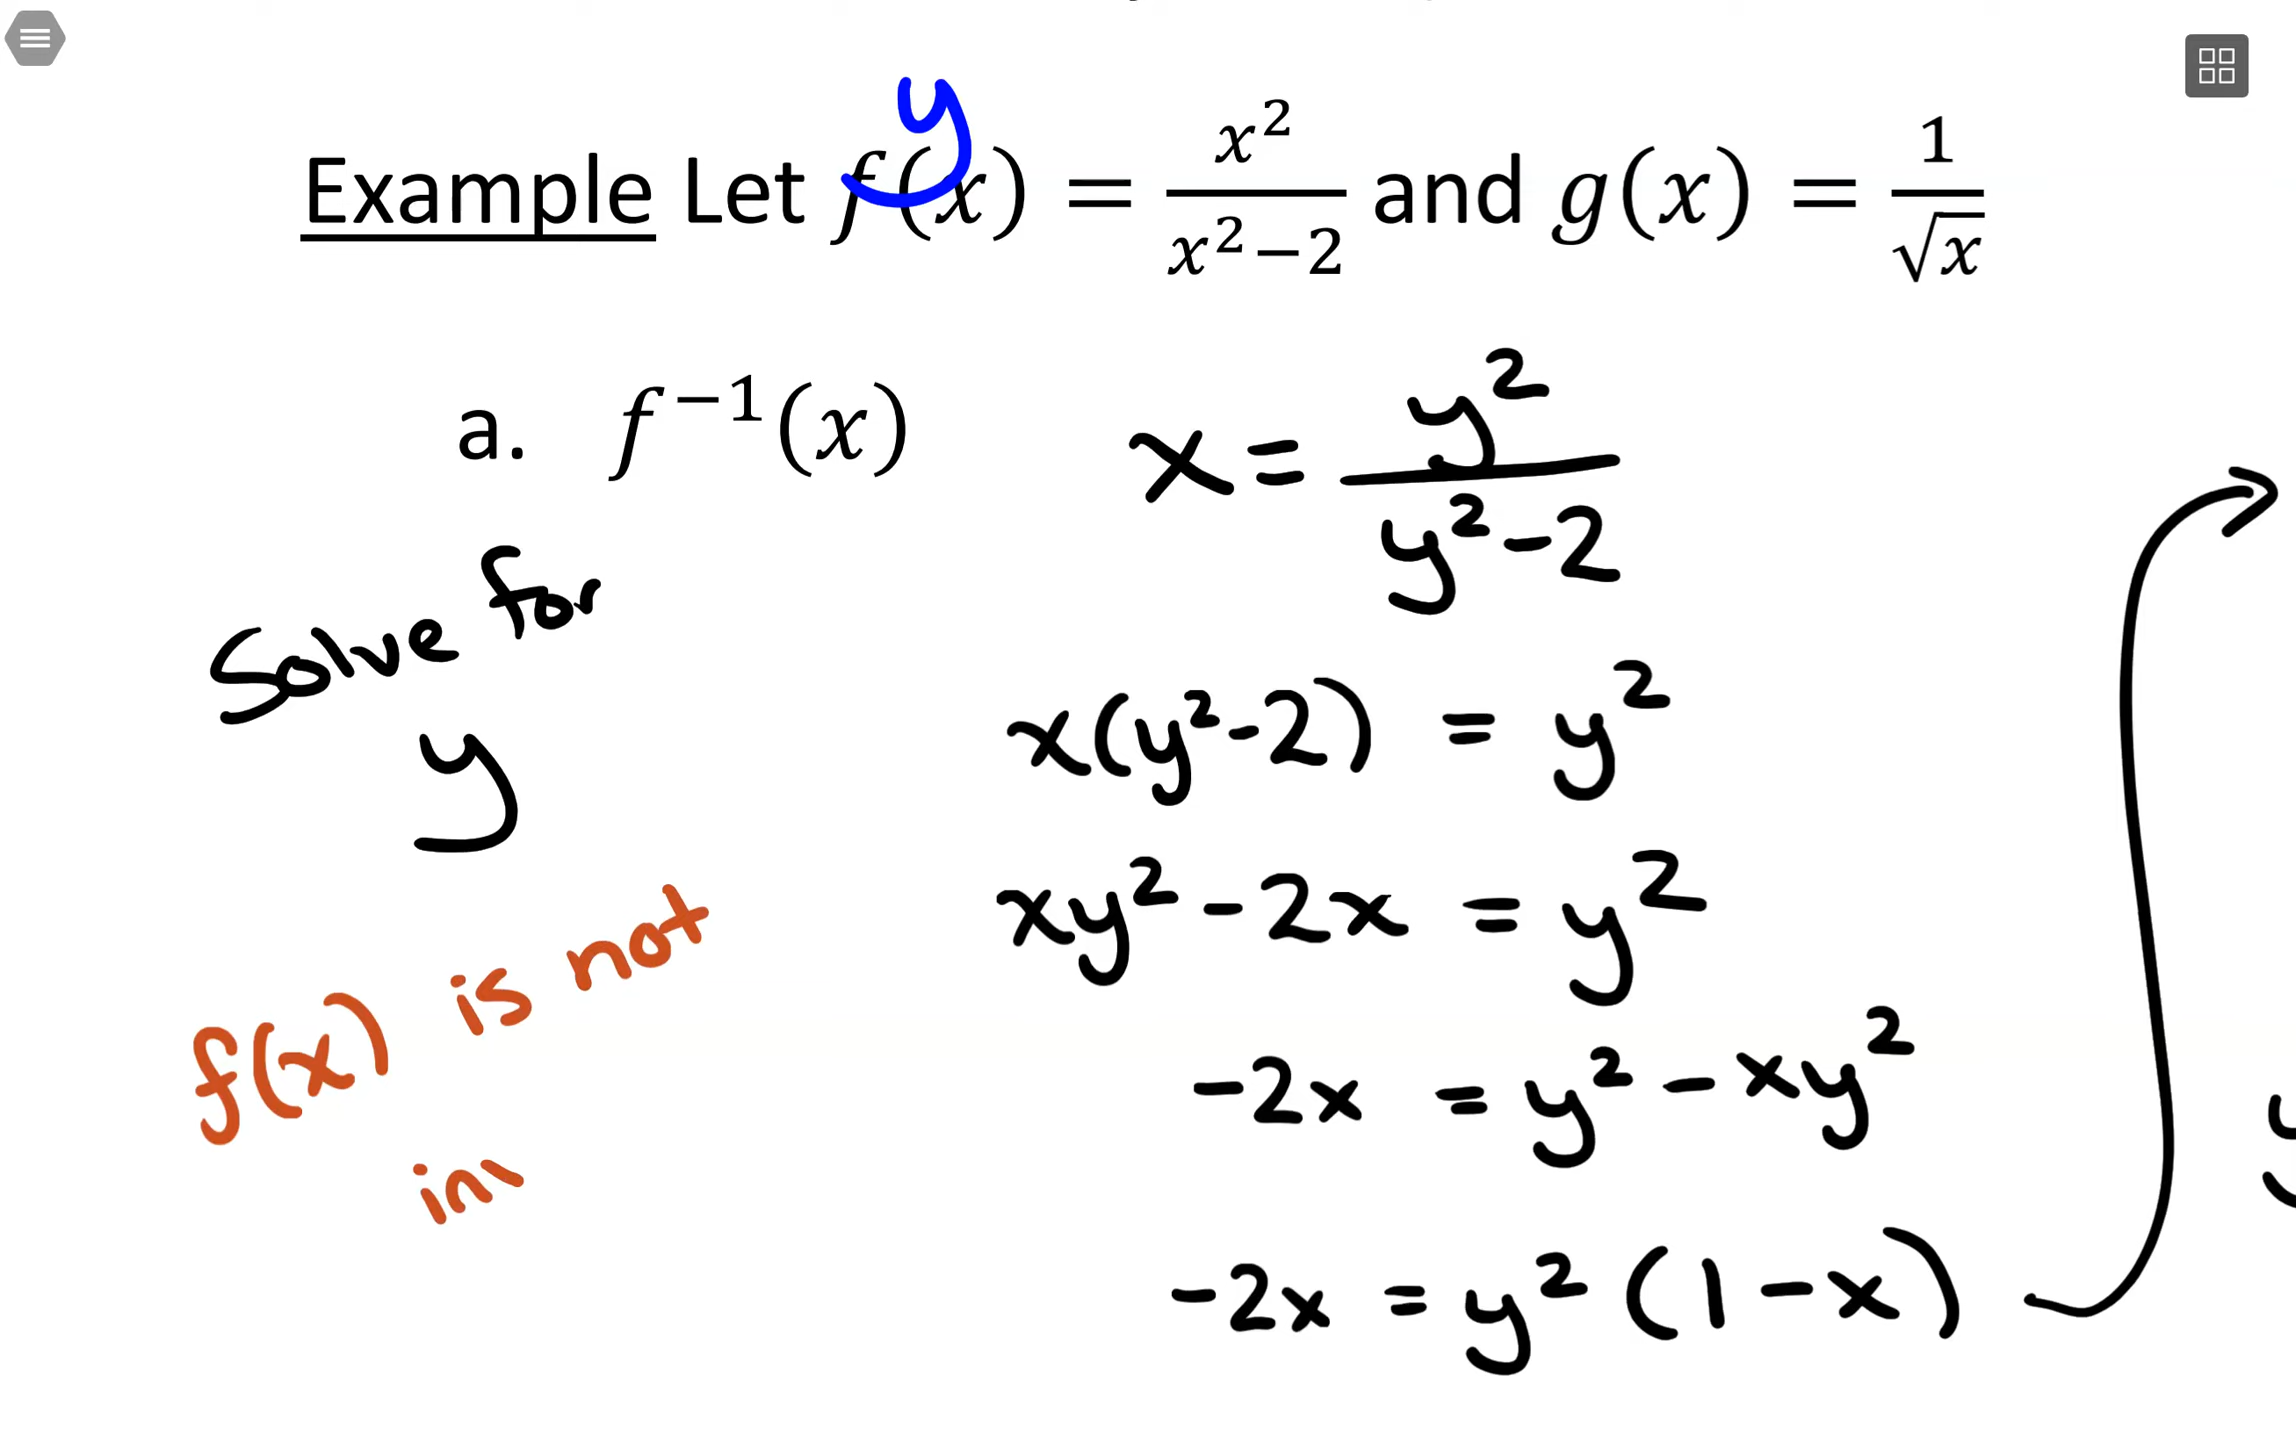 Example Let f(x) = x²/(x²−2) and g(x) = 1/√x
y
a. f⁻¹(x)
x = y²/(y²-2)
Solve for
y
x(y²-2) = y²
xy² - 2x = y²
-2x = y² - xy²
-2x = y² (1-x)
f(x) is not